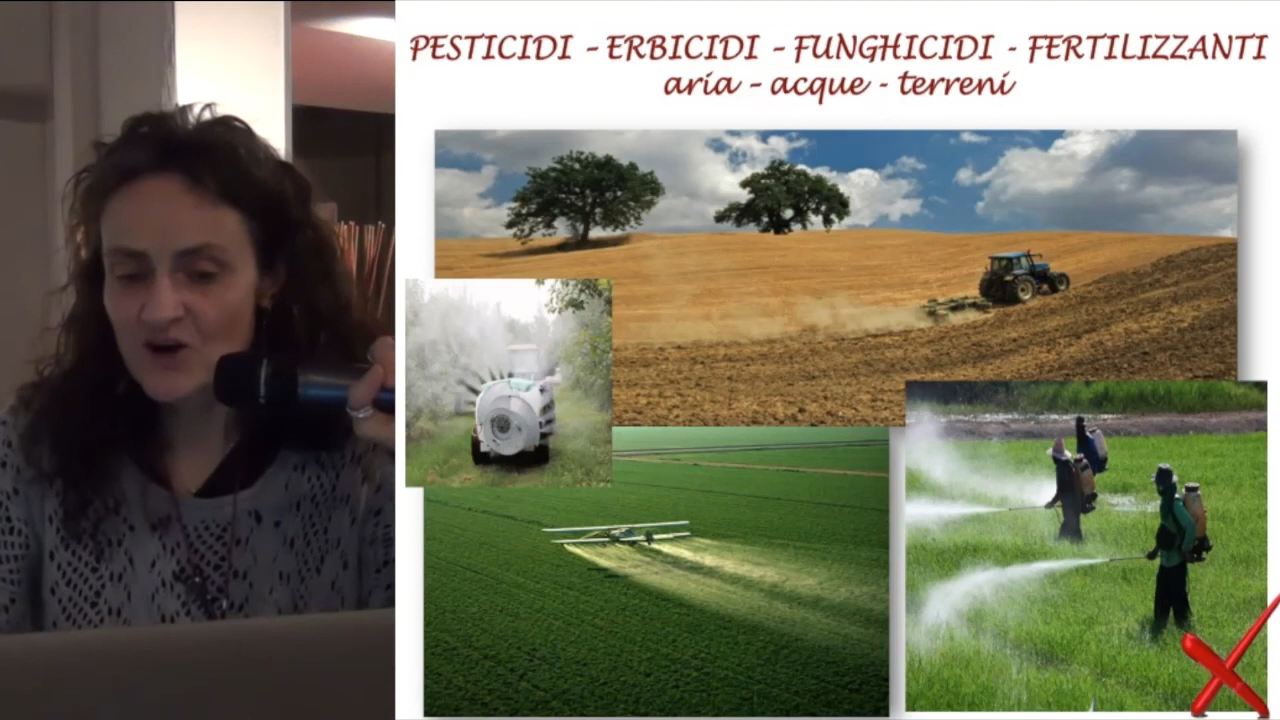 PESTICIDI - ERBICIDI - FUNGHICIDI - FERTILIZZANTI
aria - acque - terreni